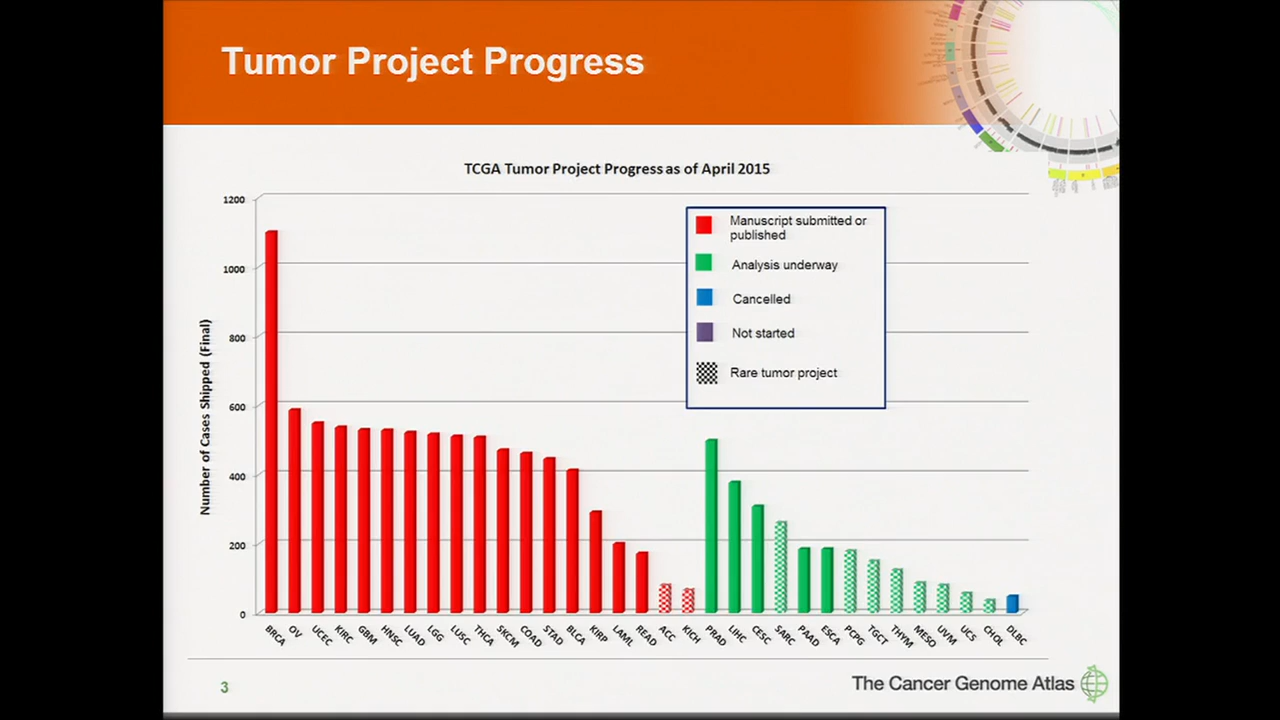 Tumor Project Progress
TCGA Tumor Project Progress as of April 2015
Number of Cases Shipped (Final)
1200
1000
800
600
400
200
0
Manuscript submitted or
published
Analysis underway
Cancelled
Not started
Rare tumor project
BRCA OV UCEC KIRC GBM HNSC LUAD LGG LUSC THCA SKCM COAD STAD BLCA KIRP LAML READ ACC KICH PRAD LIHC CESC SARC PAAD ESCA PCPG TGCT THYM MESO UVM UCS CHOL DLBC
3
The Cancer Genome Atlas